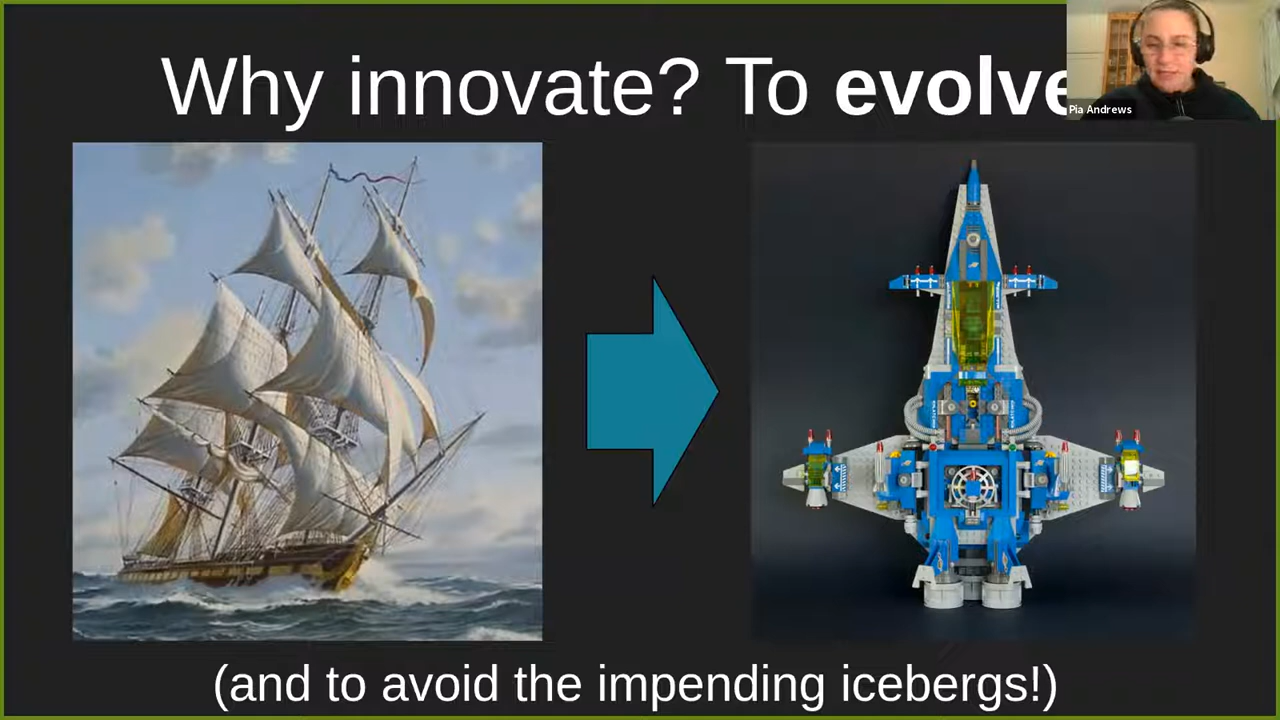 Why innovate? To evolve
Pia Andrews
(and to avoid the impending icebergs!)